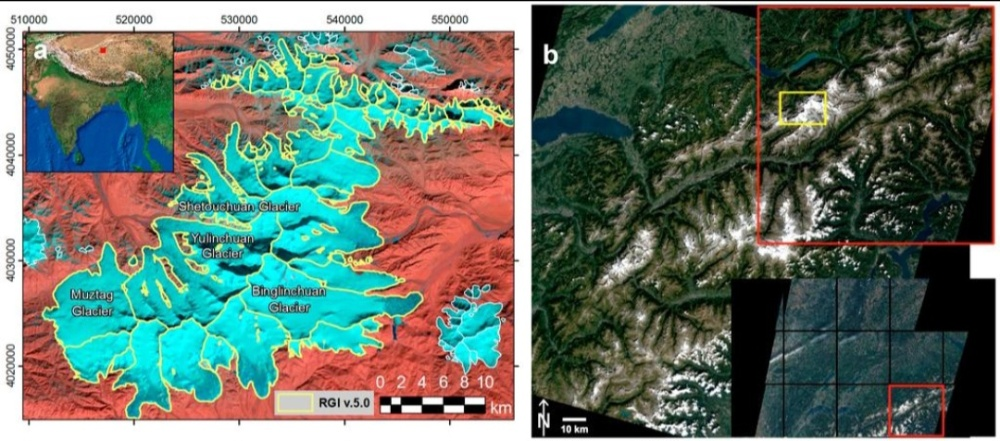 510000 520000 530000 540000 550000
a
b
4050000
4040000
4030000
4020000
Shetouchuan Glacier
Yulinchuan
Glacier
Muztag
Glacier
Binglinchuan
Glacier
RGI v.5.0
0 2 4 6 8 10
km
N
10 km